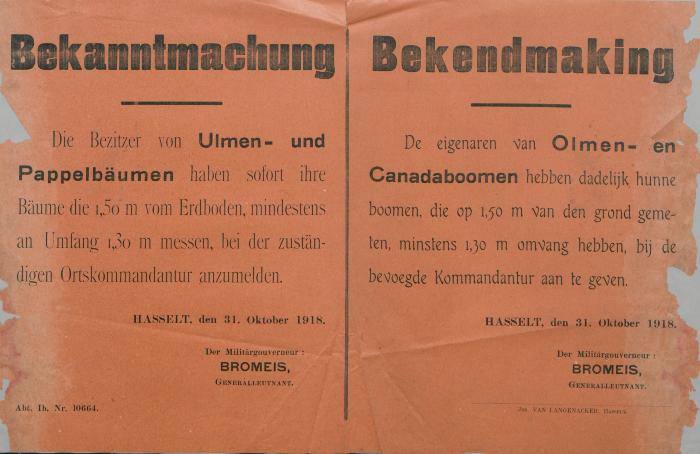 Bekanntmachung
Die Bezitzer von Ulmen- und
Pappelbäumen haben sofort ihre
Bäume die 1,50 m vom Erdboden, mindestens
an Umfang 1,30 m messen, bei der zustän-
digen Ortskommandantur anzumelden.
HASSELT, den 31. Oktober 1918.
Der Militärgouverneur :
BROMEIS,
GENERALLEUTNANT.
Abt. Ib. Nr. 10664.
Bekendmaking
De eigenaren van Olmen- en
Canadaboomen hebben dadelijk hunne
boomen, die op 1,50 m van den grond geme-
ten, minstens 1,30 m omvang hebben, bij de
bevoegde Kommandantur aan te geven.
HASSELT, den 31. Oktober 1918.
Der Militärgouverneur :
BROMEIS,
GENERALLEUTNANT.
Jos. VAN LANGENACKER, Hasselt.